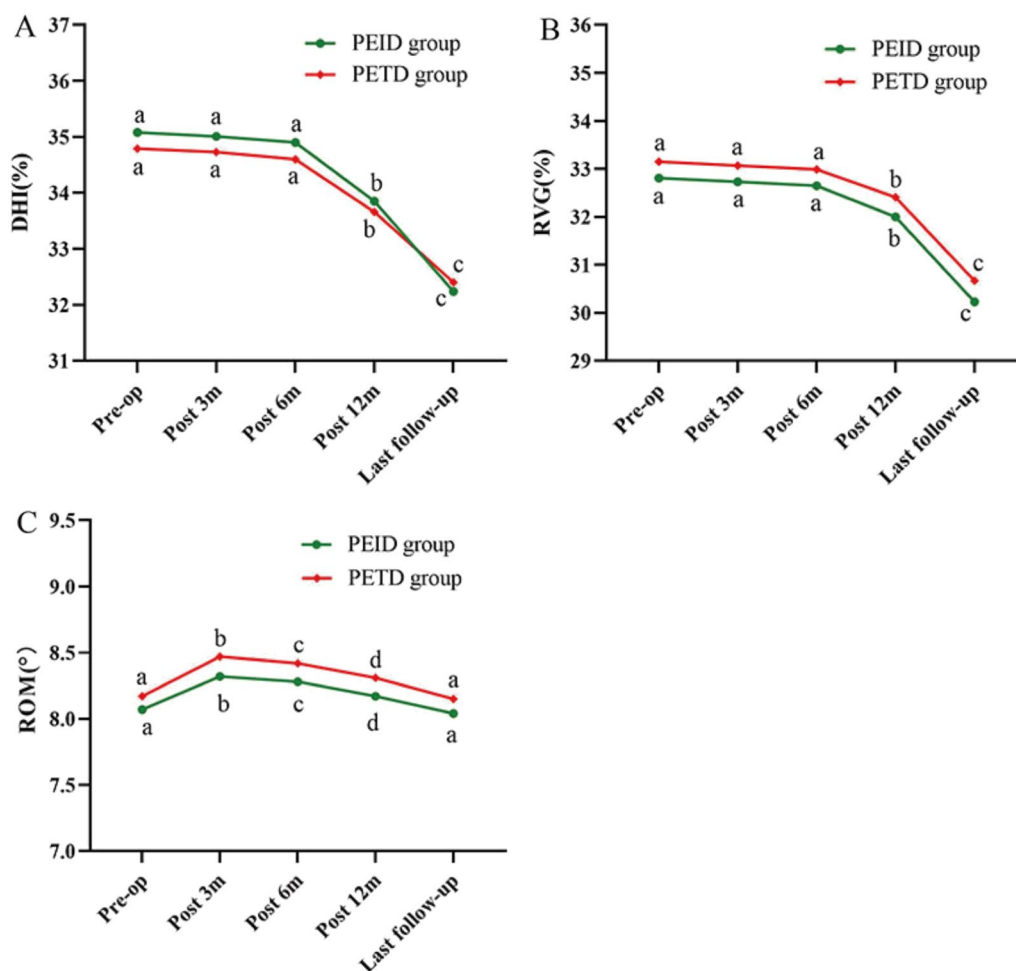 A
PEID group
PETD group
DHI(%)
37
36
35
34
33
32
31
a a a b c
a a a b c
Pre-op
Post 3m
Post 6m
Post 12m
Last follow-up
B
PEID group
PETD group
RVG(%)
36
35
34
33
33
32
31
30
29
a a a b c
a a a b c
Pre-op
Post 3m
Post 6m
Post 12m
Last follow-up
C
PEID group
PETD group
ROM(°)
9.5
9.0
8.5
8.0
7.5
7.0
a b c d a
a b c d a
Pre-op
Post 3m
Post 6m
Post 12m
Last follow-up